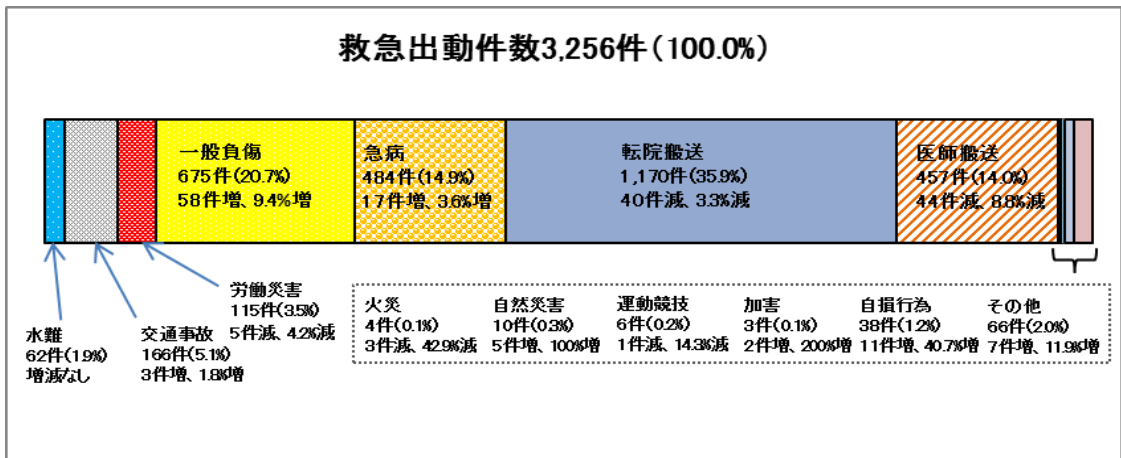 救急出動件数3,256件(100.0%)
一般負傷
675件(20.7%)
58件増、9.4%増
急病
484件(14.9%)
17件増、3.6%増
転院搬送
1,170件(35.9%)
40件減、3.3%減
医師搬送
457件(14.0%)
44件減、8.8%減
水難
62件(1.9%)
増減なし
交通事故
166件(5.1%)
3件増、1.8%増
労働災害
115件(3.5%)
5件減、4.2%減
火災
4件(0.1%)
3件減、42.9%減
自然災害
10件(0.3%)
5件増、100%増
運動競技
6件(0.2%)
1件減、14.3%減
加害
3件(0.1%)
2件増、200%増
自損行為
38件(1.2%)
11件増、40.7%増
その他
66件(2.0%)
7件増、11.9%増